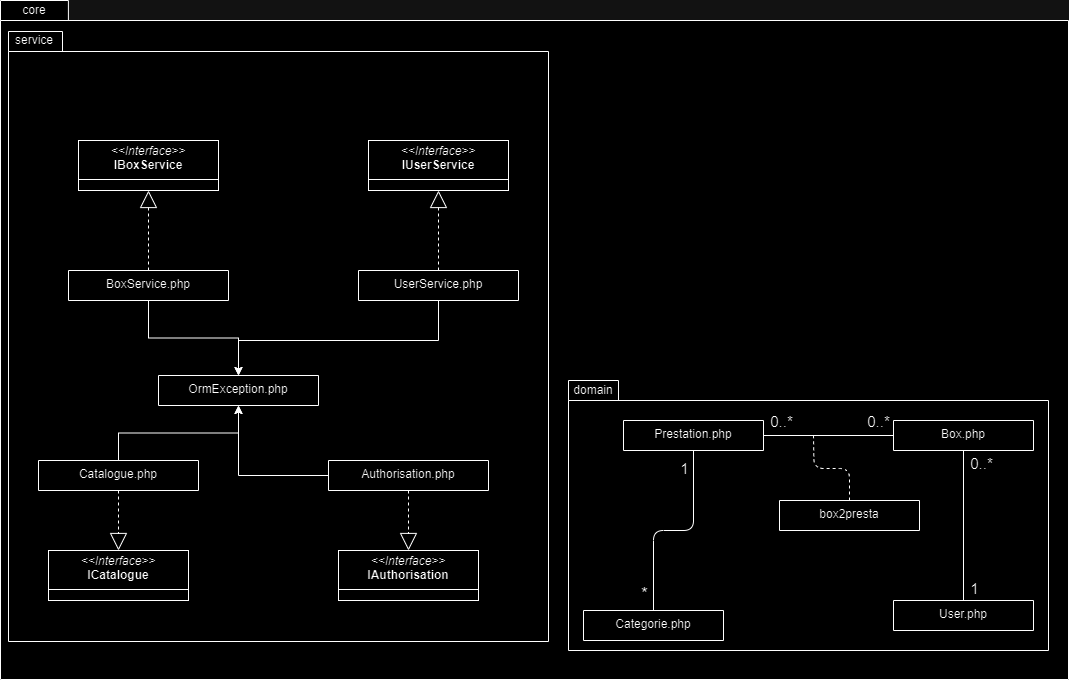 core
service
<<Interface>>
IBoxService
<<Interface>>
IUserService
BoxService.php
UserService.php
OrmException.php
Catalogue.php
Authorisation.php
<<Interface>>
ICatalogue
<<Interface>>
IAuthorisation
domain
Prestation.php
0..*
0..*
Box.php
1
0..*
box2presta
*
1
Categorie.php
User.php